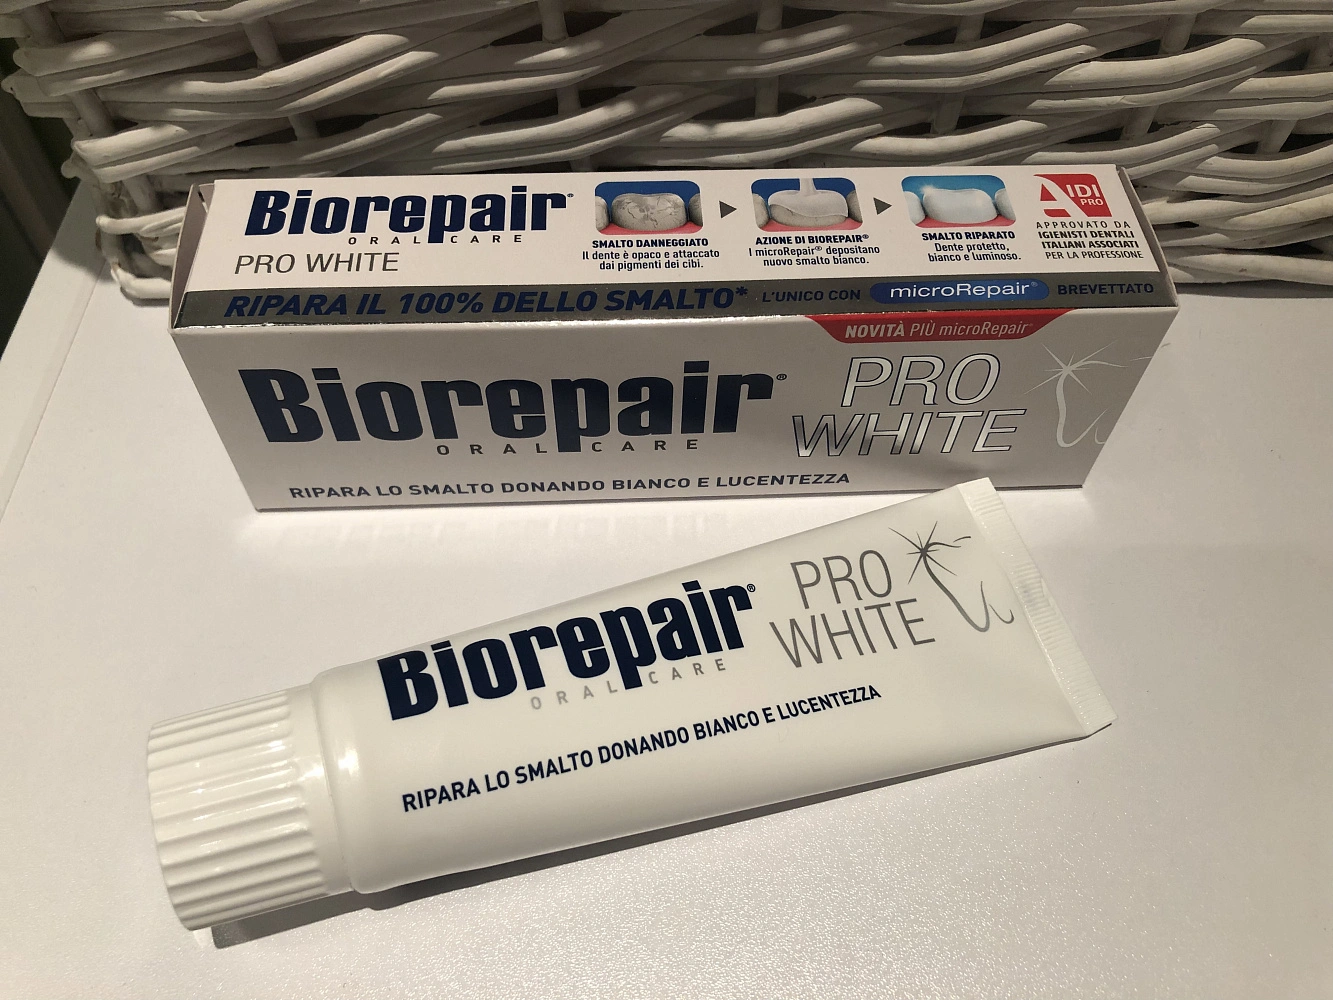 Biorepair®
ORAL CARE
PRO WHITE
SMALTO DANNEGGIATO
Il dente è opaco e attaccato
dai pigmenti dei cibi.
AZIONE DI BIOREPAIR®
I microRepair® depositano
nuovo smalto bianco.
SMALTO RIPARATO
Dente protetto,
bianco e luminoso.
AIDI
PRO
APPROVATO DA
IGIENISTI DENTALI
ITALIANI ASSOCIATI
PER LA PROFESSIONE
RIPARA IL 100% DELLO SMALTO* L'UNICO CON microRepair® BREVETTATO
NOVITÀ PIÙ microRepair®
Biorepair®
ORAL CARE
PRO
WHITE
RIPARA LO SMALTO DONANDO BIANCO E LUCENTEZZA
Biorepair®
ORAL CARE
PRO
WHITE
RIPARA LO SMALTO DONANDO BIANCO E LUCENTEZZA